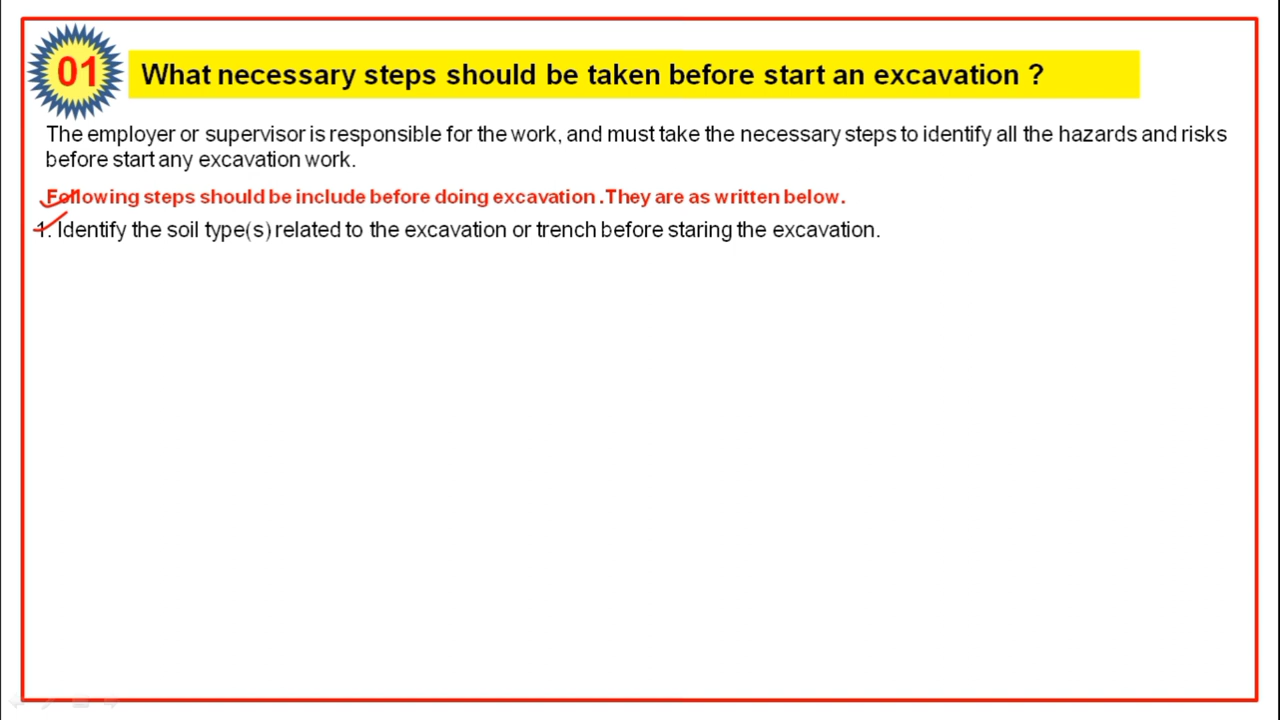 01
What necessary steps should be taken before start an excavation ?
The employer or supervisor is responsible for the work, and must take the necessary steps to identify all the hazards and risks
before start any excavation work.
Following steps should be include before doing excavation .They are as written below.
1. Identify the soil type(s) related to the excavation or trench before staring the excavation.